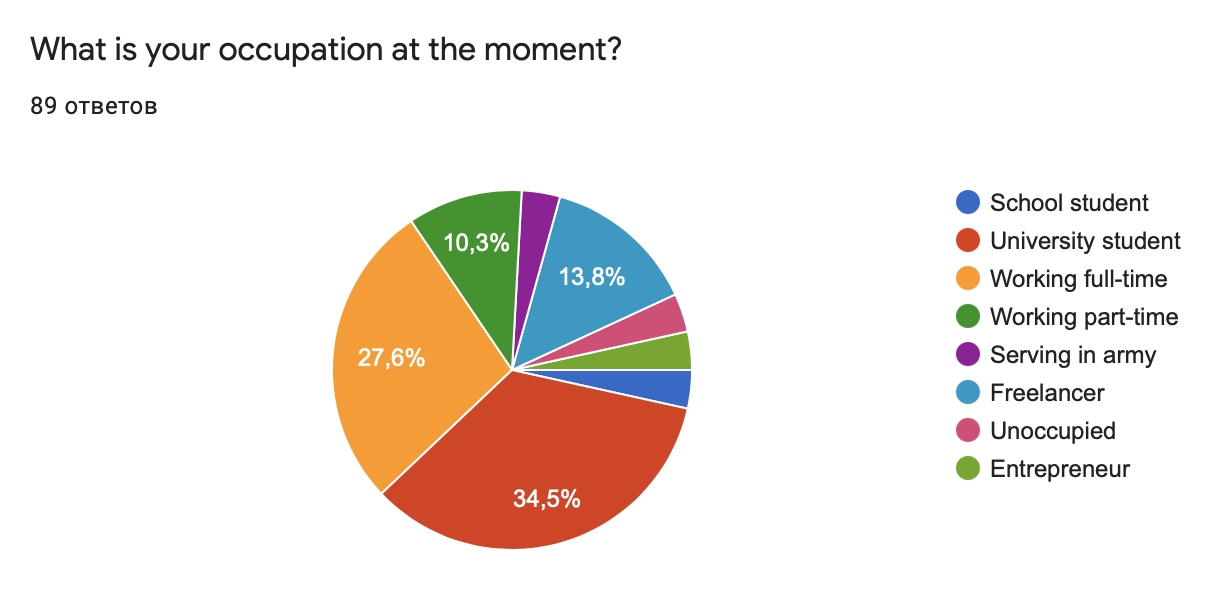 What is your occupation at the moment?
89 ответов
10,3%
13,8%
27,6%
34,5%
School student
University student
Working full-time
Working part-time
Serving in army
Freelancer
Unoccupied
Entrepreneur